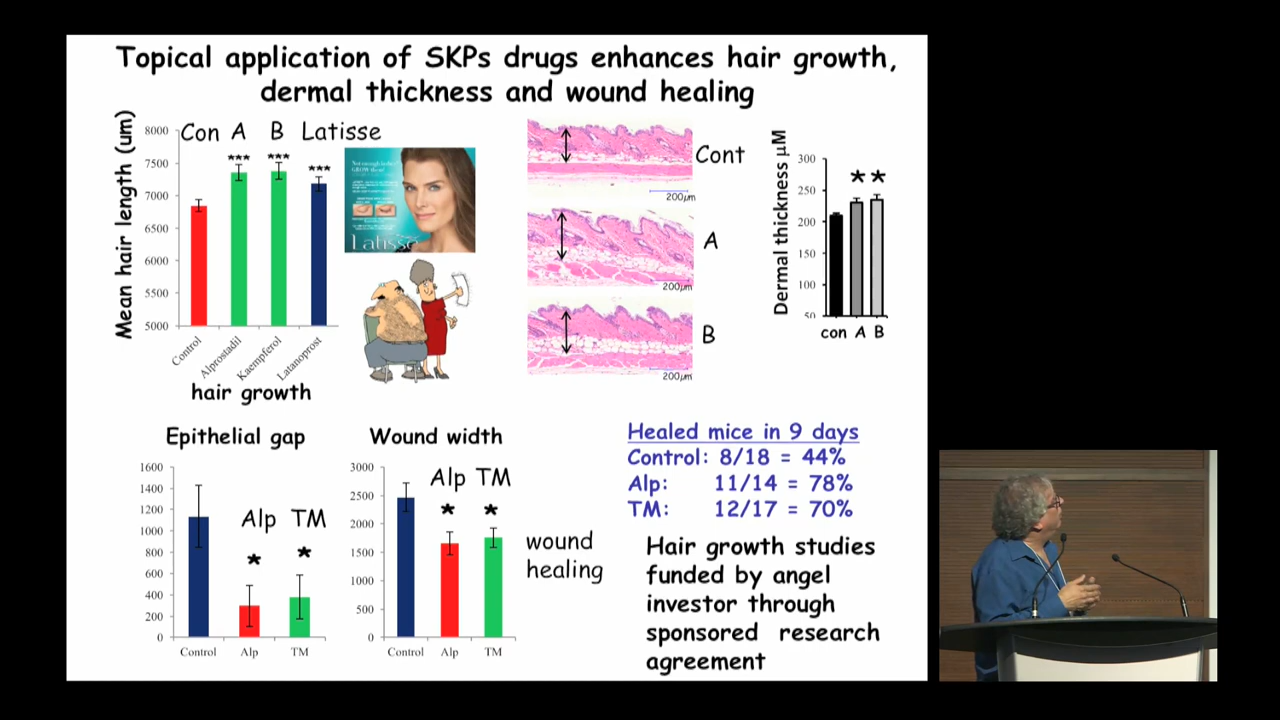 Topical application of SKPs drugs enhances hair growth,
dermal thickness and wound healing
Mean hair length (um)
8000
7500
7000
6500
6000
5500
5000
Con A B Latisse
***
***
***
Control
Alprostadil
Kaempferol
Latanoprost
hair growth
Latisse
Cont
200µm
A
200µm
B
200µm
Dermal thickness µM
300
250
200
100
50
* *
con A B
Epithelial gap
1600
1400
1200
1000
800
600
400
200
0
Alp TM
* *
Control Alp TM
Wound width
3000
2500
2000
1500
1000
500
0
Alp TM
* *
Control Alp TM
wound
healing
Healed mice in 9 days
Control: 8/18 = 44%
Alp: 11/14 = 78%
TM: 12/17 = 70%
Hair growth studies
funded by angel
investor through
sponsored research
agreement